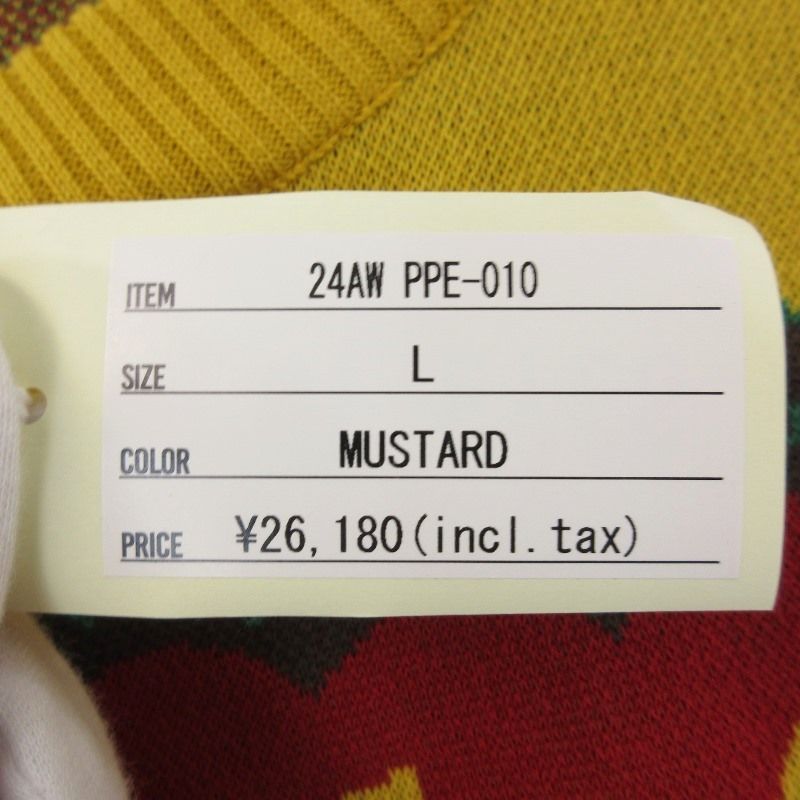 ITEM 24AW PPE-010
SIZE L
COLOR MUSTARD
PRICE ¥26,180(incl.tax)